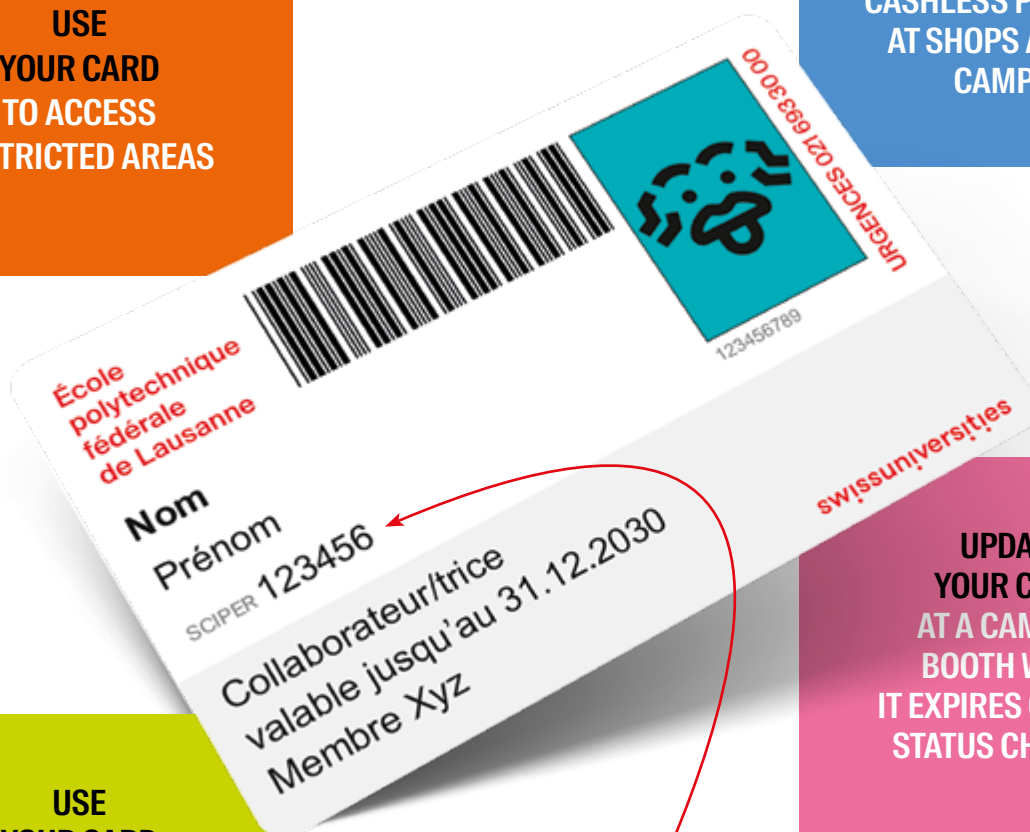 USE
YOUR CARD
TO ACCESS
TRICTED AREAS
CASHLESS P
AT SHOPS A
CAMP
URGENCES 021 693 30 00
123456789
École
polytechnique
fédérale
de Lausanne
Nom
Prénom
SCIPER 123456
swissuniversities
Collaborateur/trice
valable jusqu'au 31.12.2030
Membre Xyz
UPDA
YOUR C
AT A CAM
BOOTH W
IT EXPIRES
STATUS CH
USE
YOUR CARD